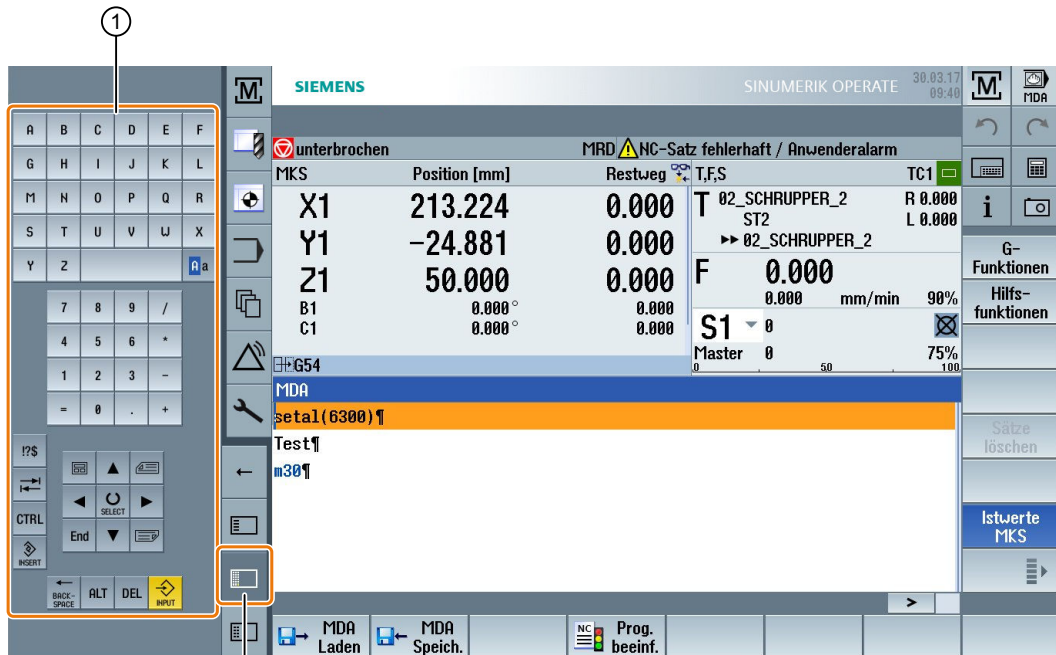 1
SIEMENS
SINUMERIK OPERATE
30.03.17
09:40
M
M
MDA
A B C D E F
G H I J K L
M N O P Q R
S T U V W X
Y Z Aa
7 8 9 /
4 5 6 *
1 2 3 -
= 0 . +
!?$
CTRL
INSERT
SELECT
End
BACK-
SPACE
ALT
DEL
INPUT
unterbrochen
MRD
NC-Satz fehlerhaft / Anwenderalarm
MKS Position [mm] Restweg
X1 213.224 0.000
Y1 -24.881 0.000
Z1 50.000 0.000
B1 0.000° 0.000
C1 0.000° 0.000
G54
T,F,S TC1
T 02_SCHRUPPER_2 R 0.000
ST2 L 0.000
▸▸ 02_SCHRUPPER_2
F 0.000
0.000 mm/min 90%
S1 0
Master 0 75%
0 50 100
MDA
setal(6300)¶
Test¶
m30¶
>
i
G-
Funktionen
Hilfs-
funktionen
Sätze
löschen
Istwerte
MKS
MDA
Laden
MDA
Speich.
NC
Prog.
beeinf.